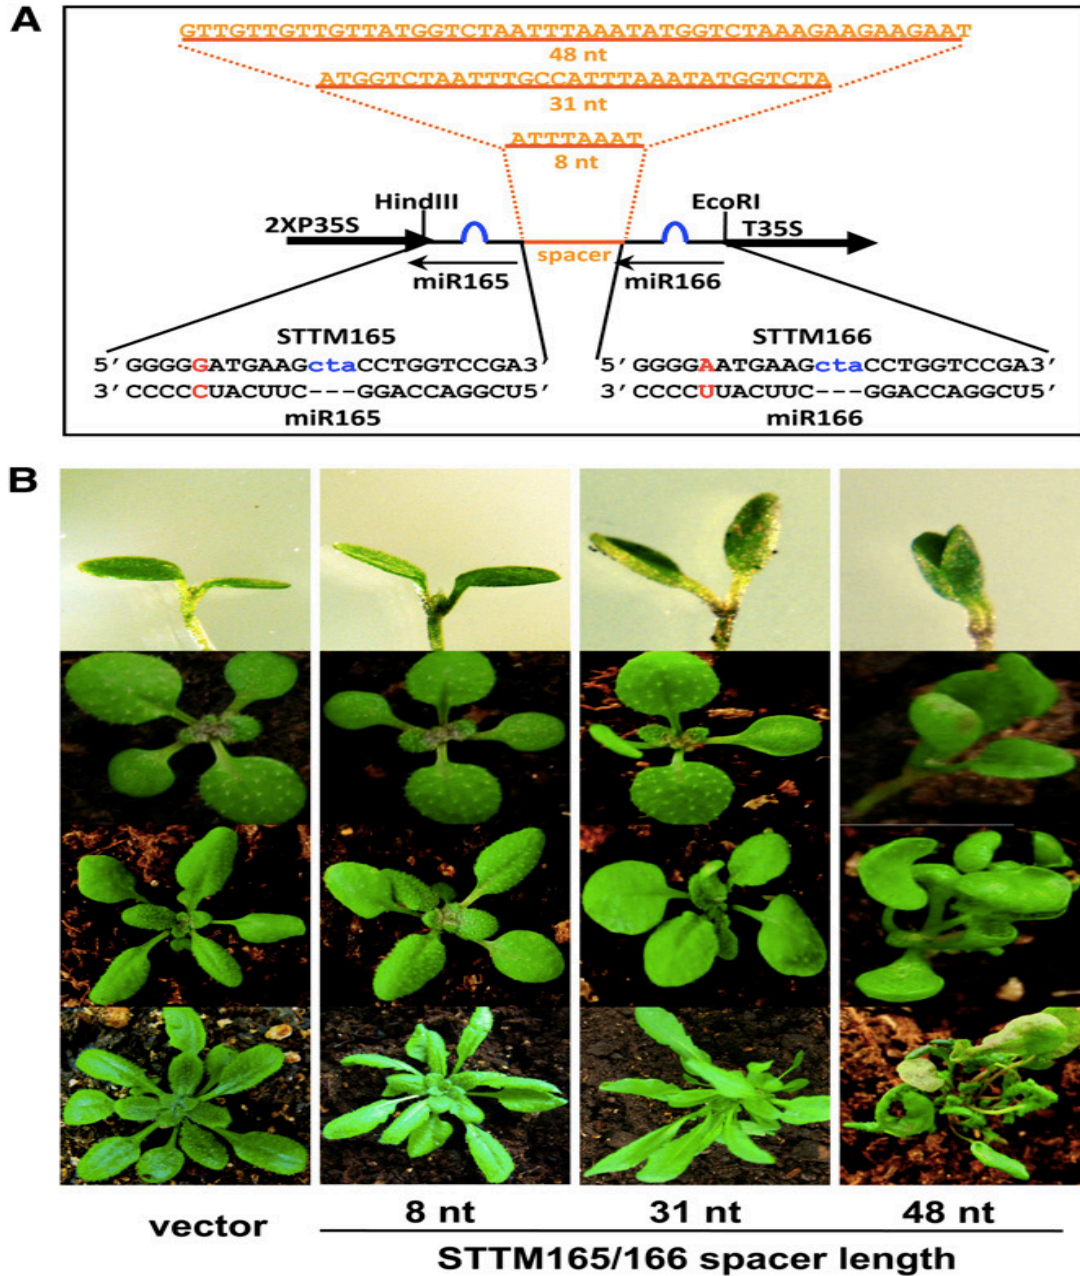 A
GTTGTTGTTGTTATGGTCTAATTTAAATATGGTCTAAAGAAGAAGAAT
48 nt
ATGGTCTAATTTGCCATTTAAATATGGTCTA
31 nt
ATTTAAAT
8 nt
HindIII
EcoRI
2XP35S
T35S
spacer
miR165
miR166
STTM165
STTM166
5' GGGGGATGAAGctaCCTGGTCCGA3'
5' GGGGAATGAAGctaCCTGGTCCGA3'
3' CCCCCUACUUC---GGACCAGGCU5'
3' CCCCUUACUUC---GGACCAGGCU5'
miR165
miR166
B
vector
8 nt
31 nt
48 nt
STTM165/166 spacer length